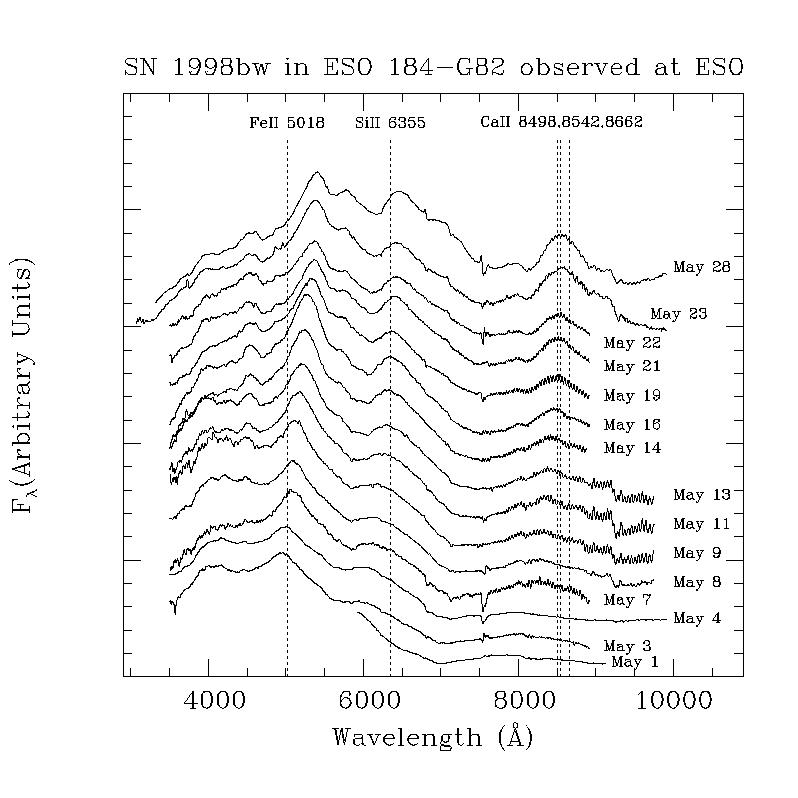 SN 1998bw in ESO 184-G82 observed at ESO
FeII 5018 SiII 6355 CaII 8498,8542,8662
F_λ(Arbitrary Units)
May 28
May 23
May 22
May 21
May 19
May 16
May 14
May 13
May 11
May 9
May 8
May 7
May 4
May 3
May 1
4000 6000 8000 10000
Wavelength (Å)